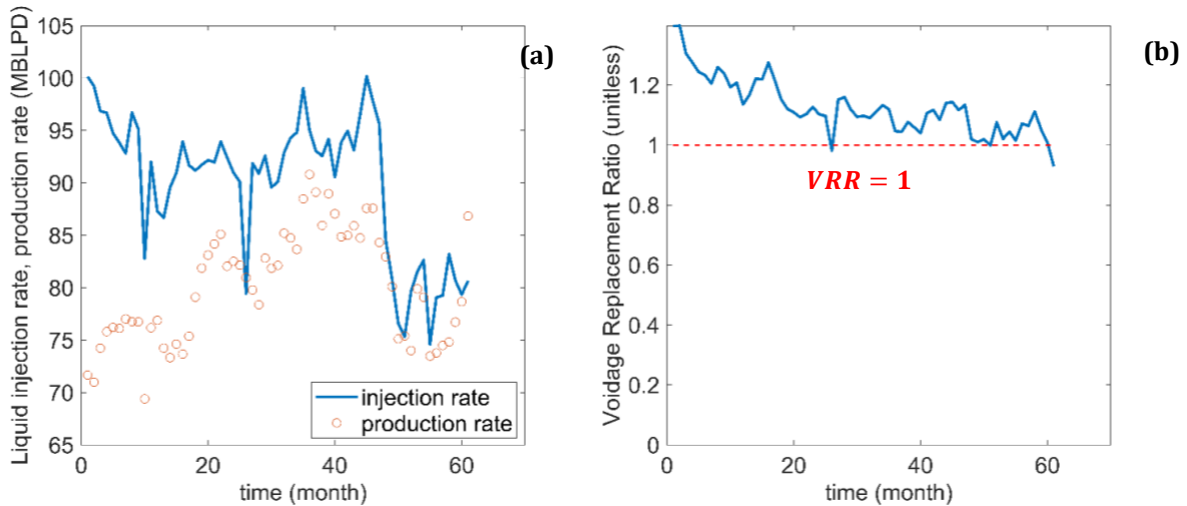 Liquid injection rate, production rate (MBLPD)
105
100
95
90
85
80
75
70
65
0
20
40
60
time (month)
injection rate
production rate
(a)
Voidage Replacement Ratio (unitless)
1.2
1
0.8
0.6
0.4
0.2
0
0
20
40
60
time (month)
VRR = 1
(b)